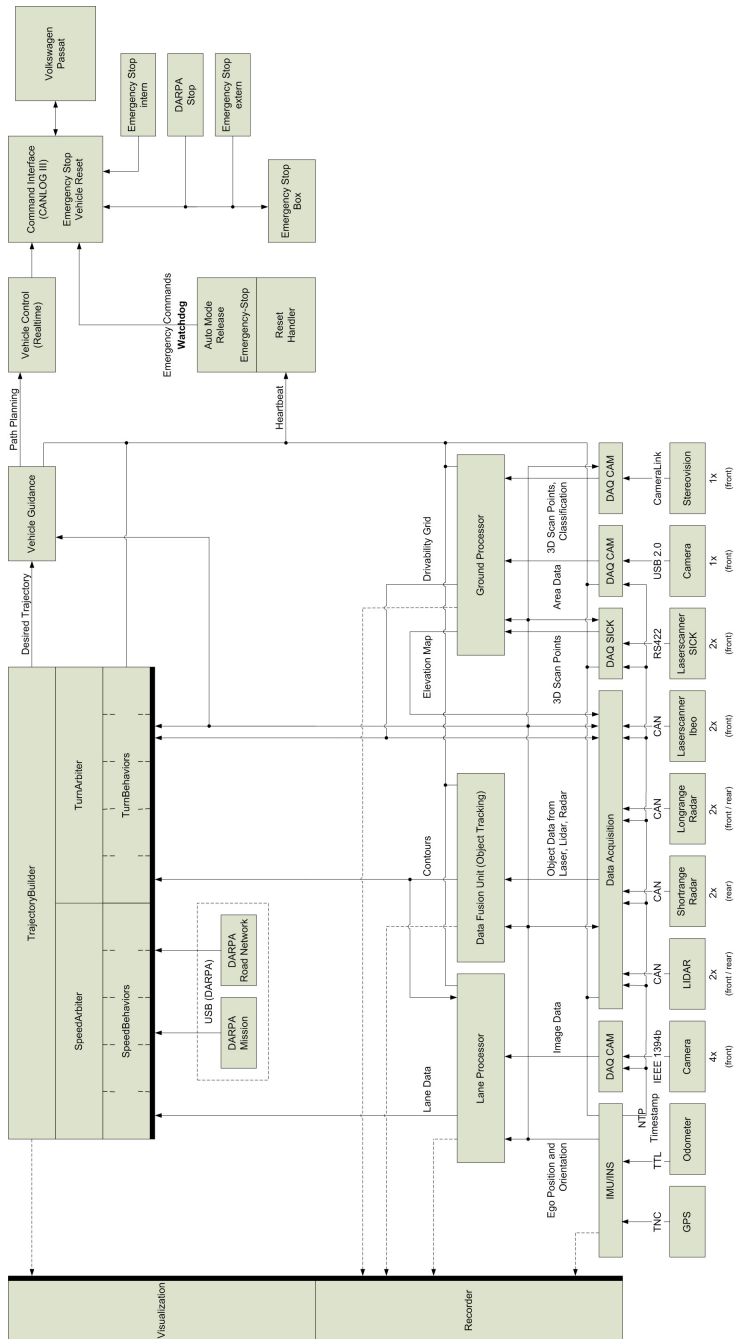 Visualization
Recorder
TrajectoryBuilder
SpeedArbiter
TurnArbiter
SpeedBehaviors
TurnBehaviors
USB (DARPA)
DARPA
Mission
DARPA
Road Network
Desired Trajectory
Vehicle Guidance
Path Planning
Vehicle Control
(Realtime)
Command Interface
(CANLOG III)
Emergency Stop
Vehicle Reset
Volkswagen
Passat
Emergency Stop
intern
DARPA
Stop
Emergency Stop
extern
Emergency Stop
Box
Emergency Commands
Watchdog
Auto Mode
Release
Emergency-Stop
Reset
Handler
Heartbeat
Lane Data
Contours
Elevation Map
Drivability Grid
Lane Processor
Data Fusion Unit (Object Tracking)
Ground Processor
Ego Position and
Orientation
Image Data
Object Data from
Laser, Lidar, Radar
3D Scan Points
Area Data
3D Scan Points,
Classification
IMU/INS
NTP
Timestamp
DAQ CAM
Data Acquisition
DAQ SICK
DAQ CAM
DAQ CAM
TNC
TTL
IEEE 1394b
CAN
CAN
CAN
CAN
RS422
USB 2.0
CameraLink
GPS
Odometer
Camera
LIDAR
Shortrange
Radar
Longrange
Radar
Laserscanner
Ibeo
Laserscanner
SICK
Camera
Stereovision
4x
2x
2x
2x
2x
2x
1x
1x
(front)
(front / rear)
(rear)
(front / rear)
(front)
(front)
(front)
(front)